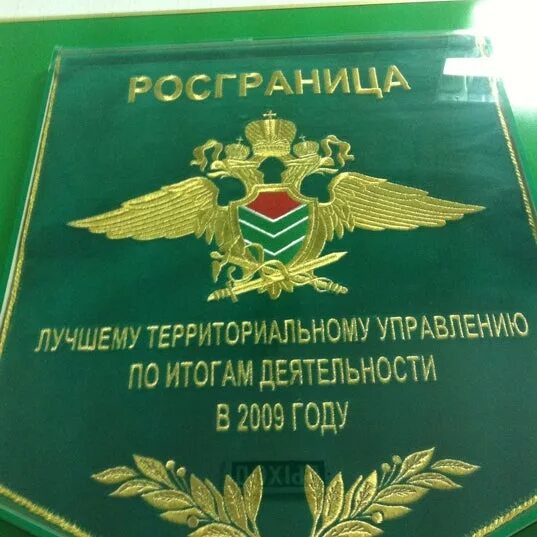 РОСГРАНИЦА
ЛУЧШЕМУ ТЕРРИТОРИАЛЬНОМУ УПРАВЛЕНИЮ
ПО ИТОГАМ ДЕЯТЕЛЬНОСТИ
В 2009 ГОДУ